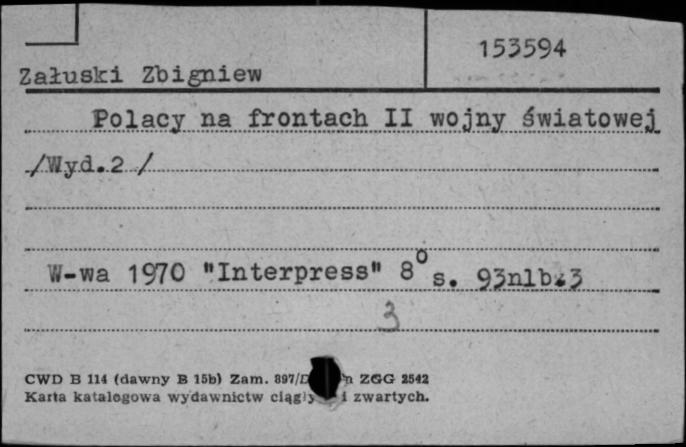 153594
Załuski Zbigniew
Polacy na frontach II wojny światowej
/Wyd.2 /
W-wa 1970 "Interpress" 8° s. 93nlb.3
3
CWD B 114 (dawny B 15b) Zam. 897/ ZGG 2542
Karta katalogowa wydawnictw i zwartych.